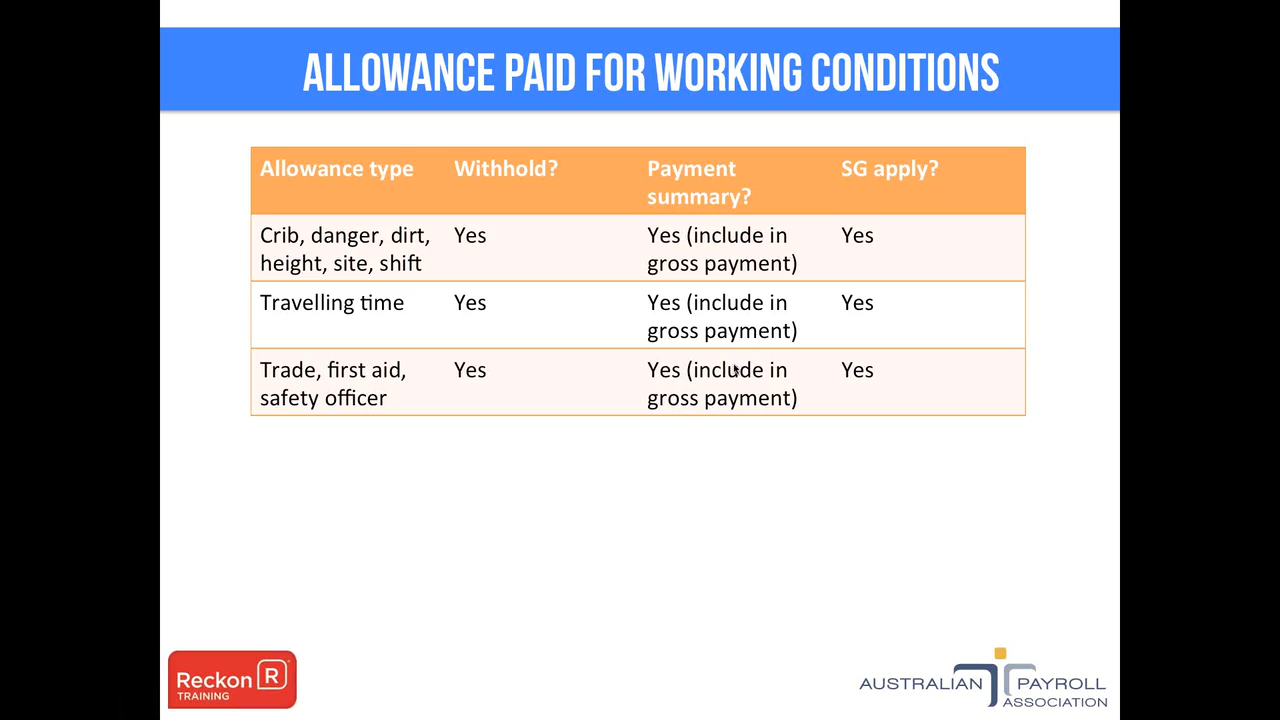 ALLOWANCE PAID FOR WORKING CONDITIONS
Allowance type Withhold? Payment SG apply?
summary?
Crib, danger, dirt, Yes Yes (include in Yes
height, site, shift gross payment)
Travelling time Yes Yes (include in Yes
gross payment)
Trade, first aid, Yes Yes (include in Yes
safety officer gross payment)
Reckon R
TRAINING
AUSTRALIAN PAYROLL
ASSOCIATION